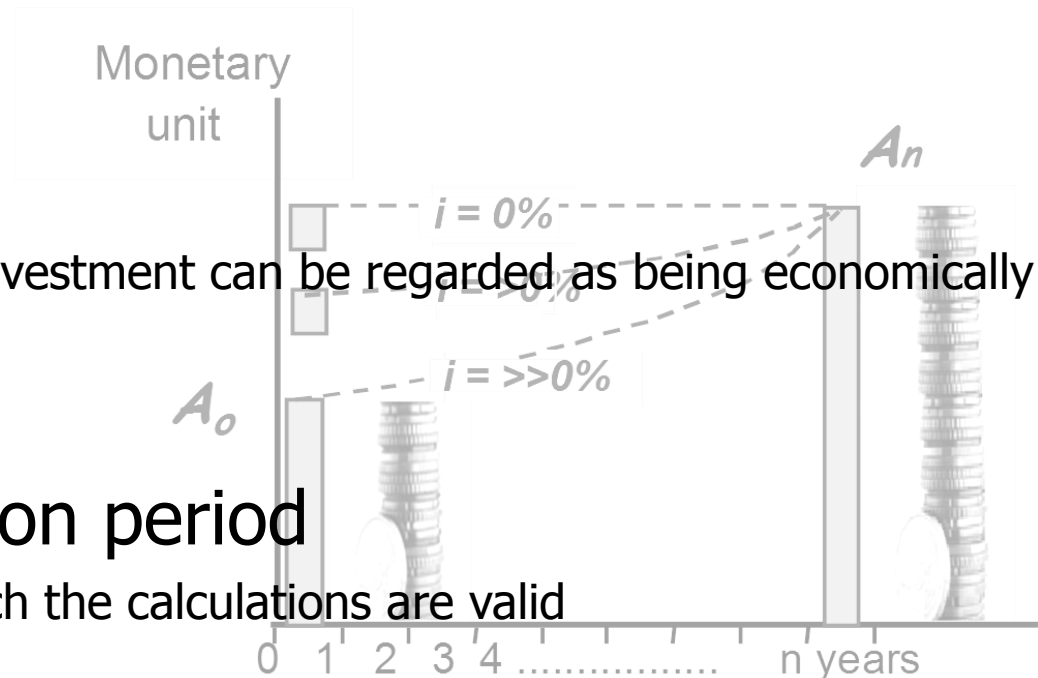 Monetary
unit
An
i = 0%
vestment can be regarded as being economically
i = >0%
i = >>0%
Ao
on period
ch the calculations are valid
0 1 2 3 4 ................. n years